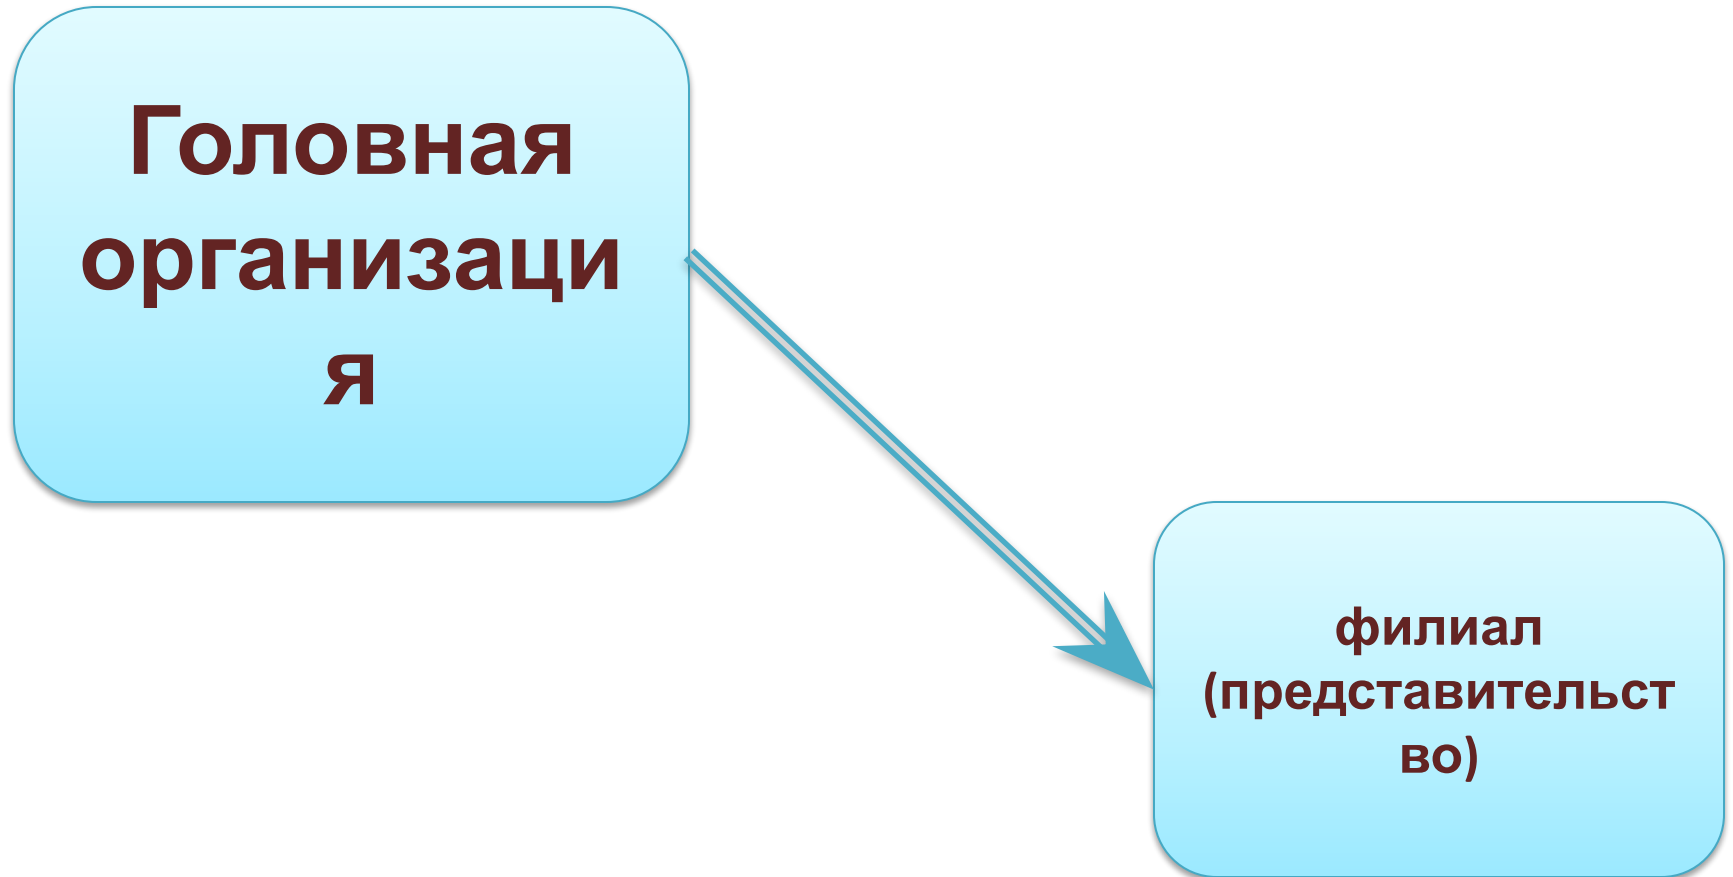 Головная
организаци
я
филиал
(представительст
во)